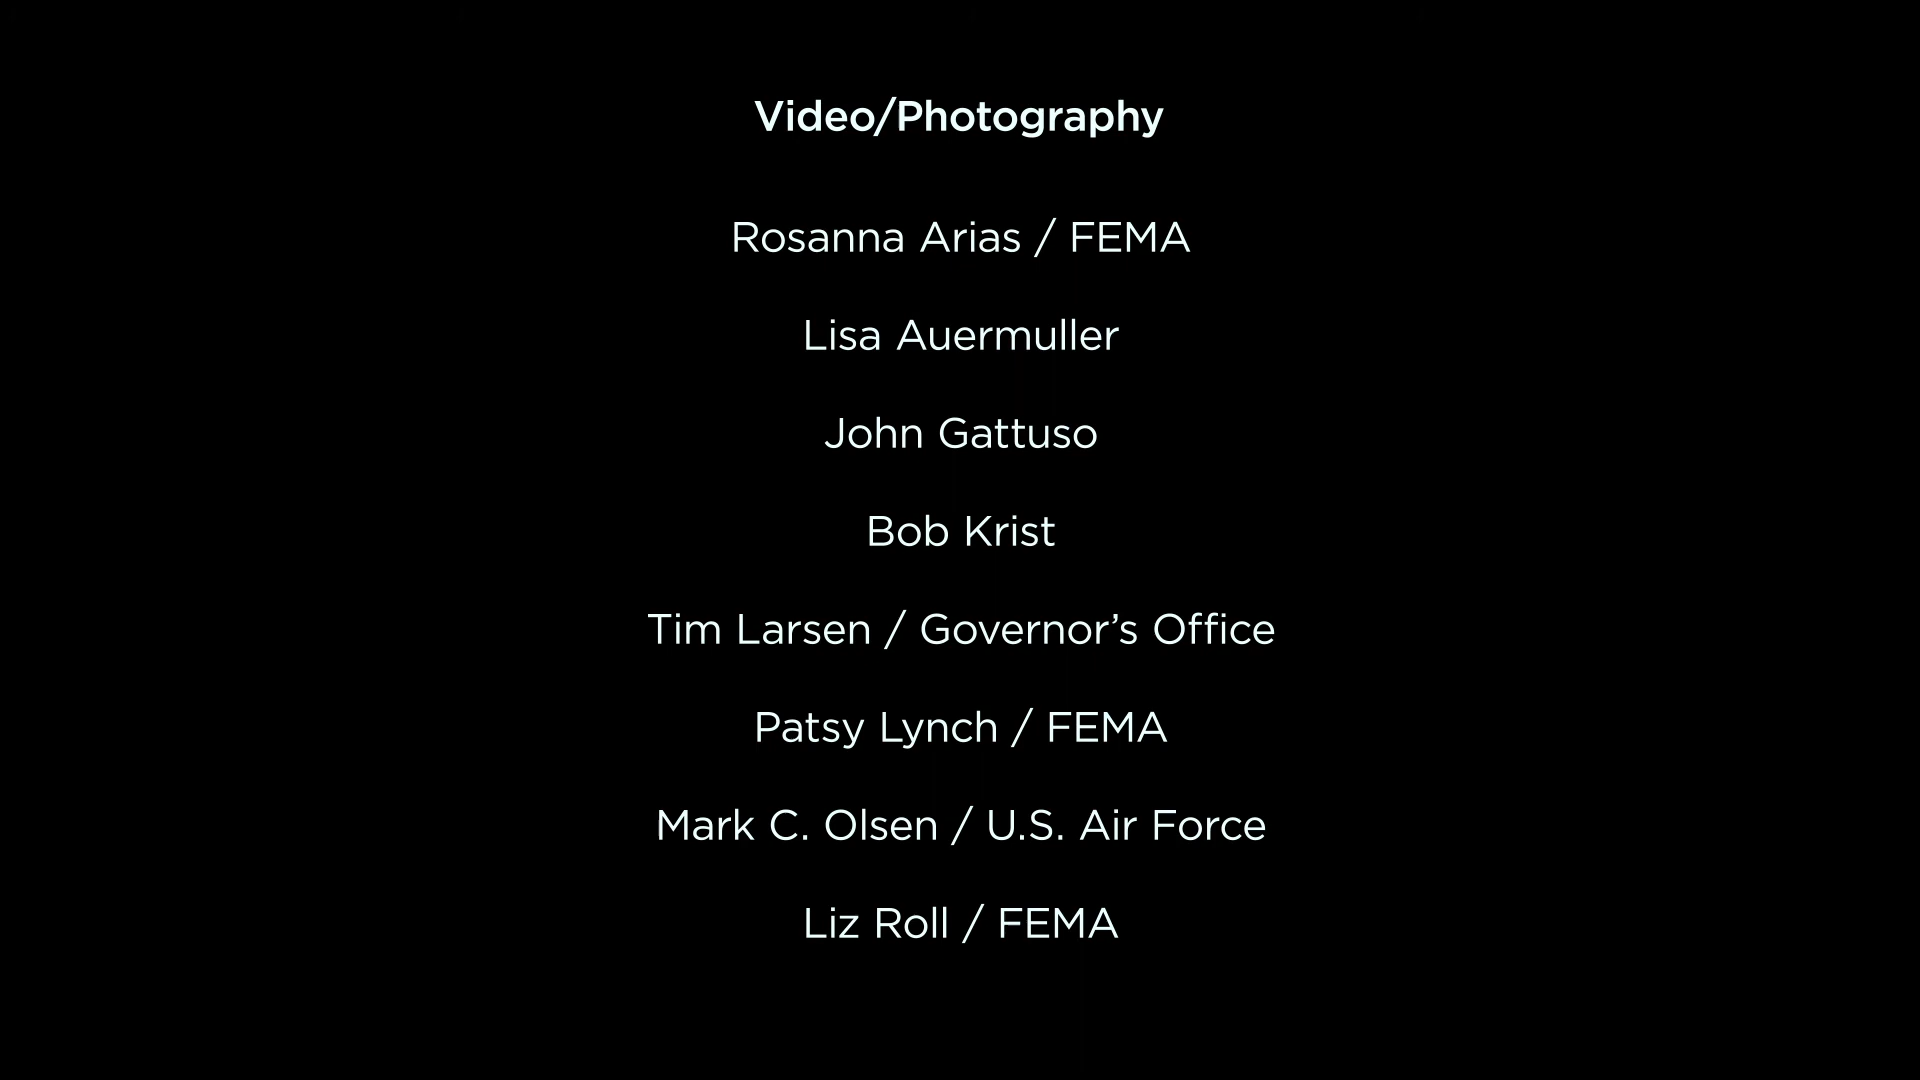 Video/Photography
Rosanna Arias / FEMA
Lisa Auermuller
John Gattuso
Bob Krist
Tim Larsen / Governor’s Office
Patsy Lynch / FEMA
Mark C. Olsen / U.S. Air Force
Liz Roll / FEMA